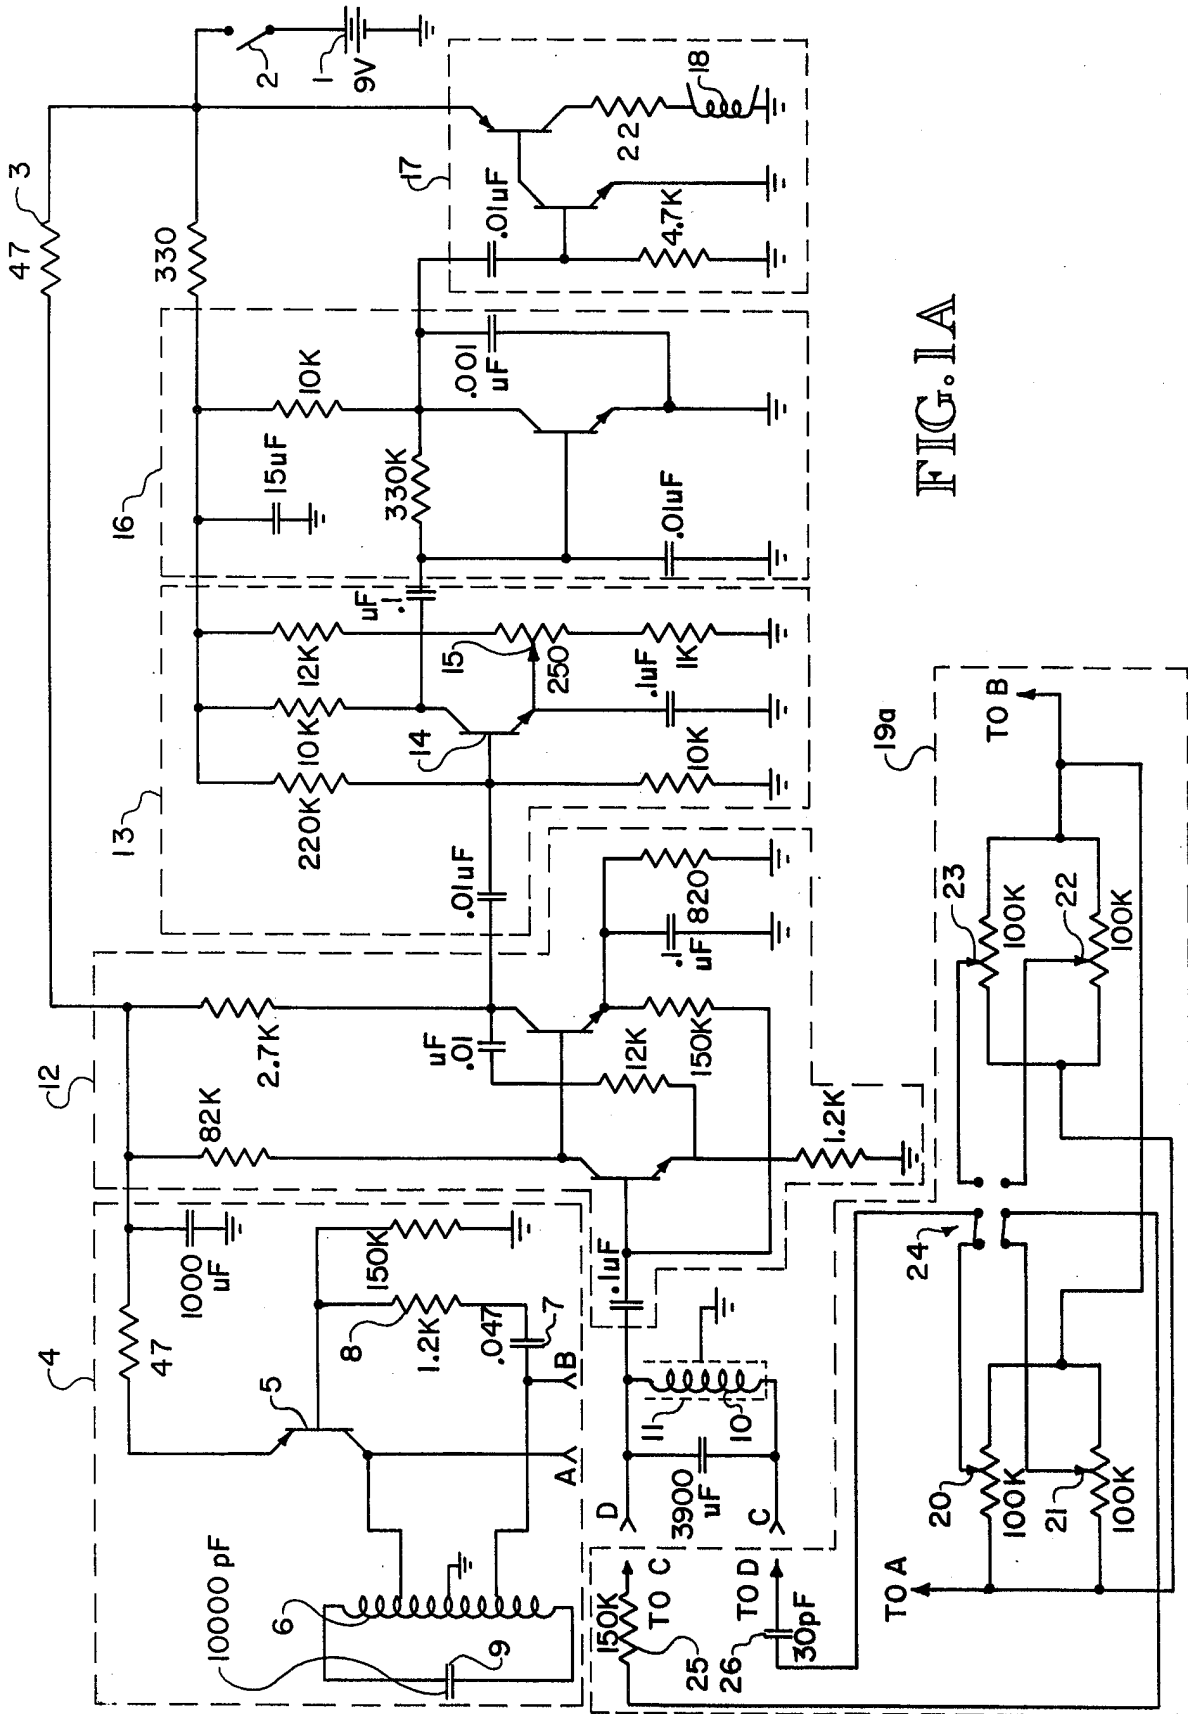 47 3
4 12
13 16 330
47
1000
uF
10000 pF
82K
2.7K
15uF
2
6 5
220K 10K 12K 10K
1
9V
8 150K
uF
.1
330K
17
1.2K
14
15
.001
uF
.01uF
22
18
9
.047
7
uF
.01
.01uF
250
.1uF
10K
1K
.01uF
4.7K
A B
D
.1uF
12K
150K
.1
uF
820
11
10
3900
uF
C
1.2K
150K
TO C
25
TO D
26
30pF
19a
FIG. 1A
TO A
20
24
23
TO B
100K
100K
21
22
100K
100K